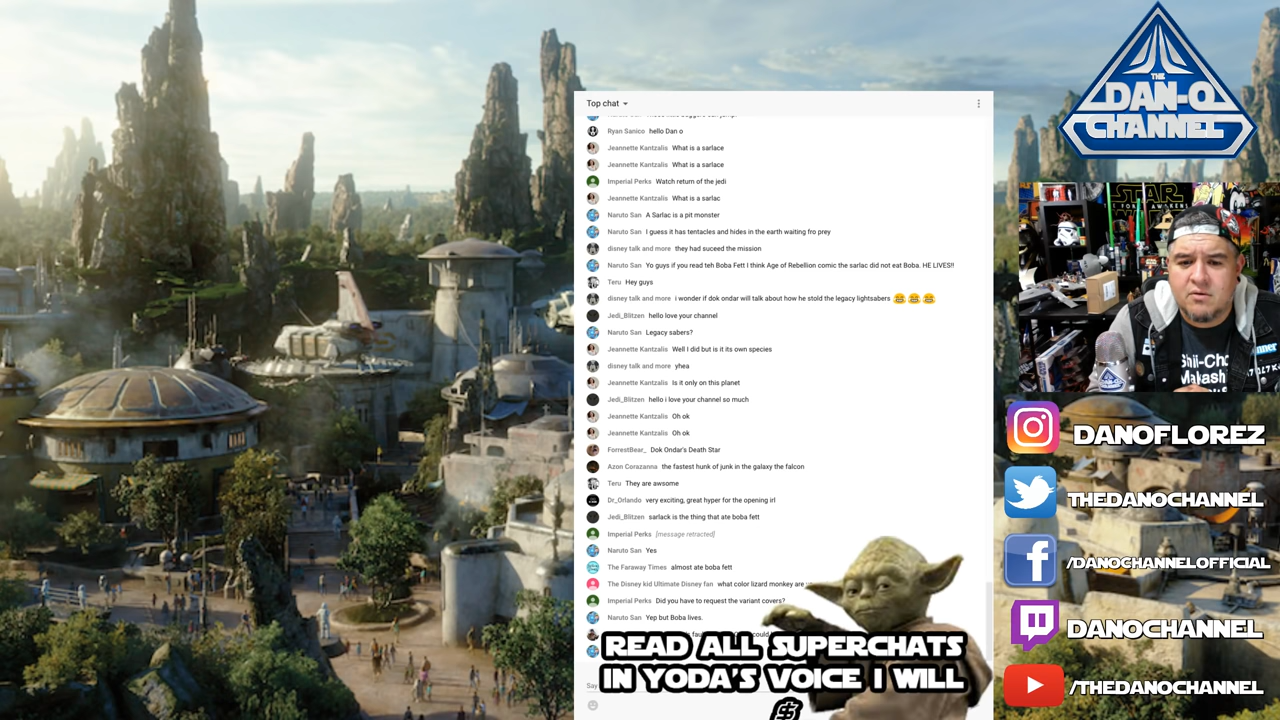 Top chat
Ryan Sanico hello Dan o
Jeannette Kantzalis What is a sarlace
Jeannette Kantzalis What is a sarlace
Imperial Perks Watch return of the jedi
Jeannette Kantzalis What is a sarlac
Naruto San A Sarlac is a pit monster
Naruto San I guess it has tentacles and hides in the earth waiting fro prey
disney talk and more they had suceed the mission
Naruto San Yo guys if you read teh Boba Fett I think Age of Rebellion comic the sarlac did not eat Boba. HE LIVES!!
Teru Hey guys
disney talk and more i wonder if dok ondar will talk about how he stold the legacy lightsabers 😂😂😂
Jedi_Blitzen hello love your channel
Naruto San Legacy sabers?
Jeannette Kantzalis Well I did but is it its own species
disney talk and more yhea
Jeannette Kantzalis Is it only on this planet
Jedi_Blitzen hello i love your channel so much
Jeannette Kantzalis Oh ok
Jeannette Kantzalis Oh ok
ForrestBear_ Dok Ondar's Death Star
Azon Corazanna the fastest hunk of junk in the galaxy the falcon
Teru They are awsome
Dr_Orlando very exciting, great hyper for the opening irl
Jedi_Blitzen sarlack is the thing that ate boba fett
Imperial Perks [message retracted]
Naruto San Yes
The Faraway Times almost ate boba fett
The Disney kid Ultimate Disney fan what color lizard monkey are
Imperial Perks Did you have to request the variant covers?
Naruto San Yep but Boba lives.
Say
READ ALL SUPERCHATS
IN YODA'S VOICE I WILL
$
THE
DAN-O
CHANNEL
STAR
Shii-Cho
Makash
DANOFLOREZ
THEDANOCHANNEL
/DANOCHANNELOFFICIAL
DANOCHANNEL
/THEDANOCHANNEL